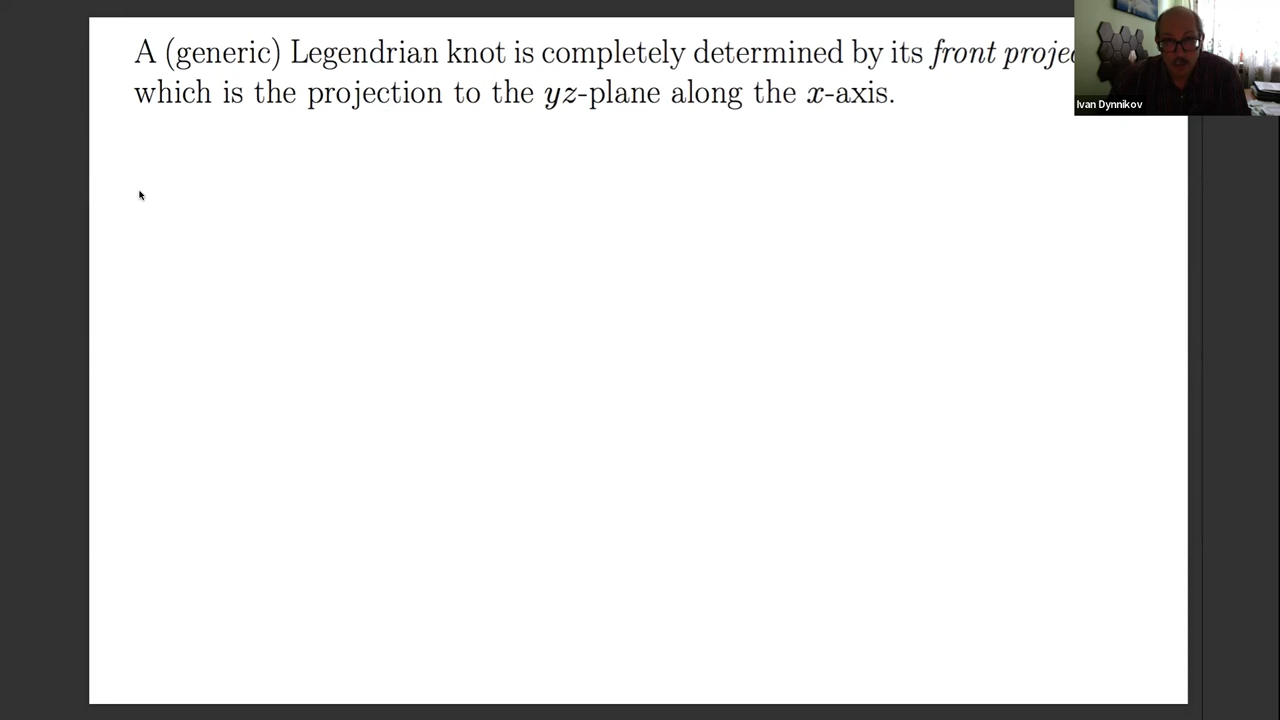 A (generic) Legendrian knot is completely determined by its front
which is the projection to the yz-plane along the x-axis.
Ivan Dynnikov